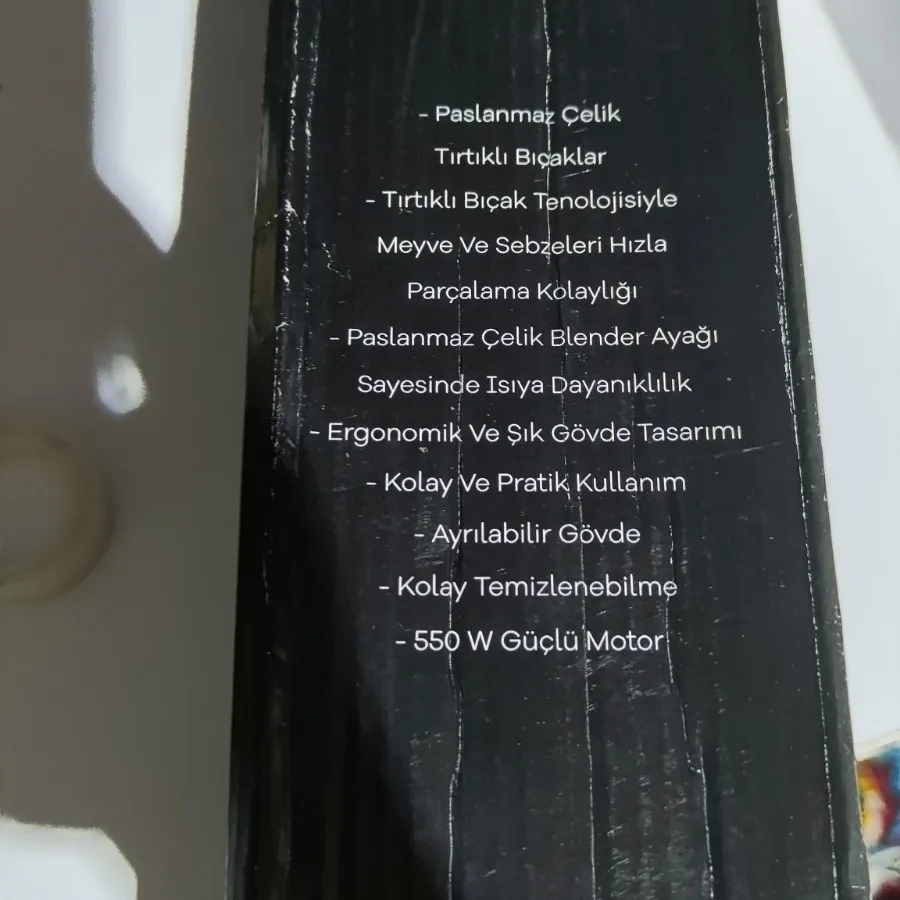 - Paslanmaz Çelik
Tırtıklı Bıçaklar
- Tırtıklı Bıçak Tenolojisiyle
Meyve Ve Sebzeleri Hızla
Parçalama Kolaylığı
- Paslanmaz Çelik Blender Ayağı
Sayesinde Isıya Dayanıklılık
- Ergonomik Ve Şık Gövde Tasarımı
- Kolay Ve Pratik Kullanım
- Ayrılabilir Gövde
- Kolay Temizlenebilme
- 550 W Güçlü Motor